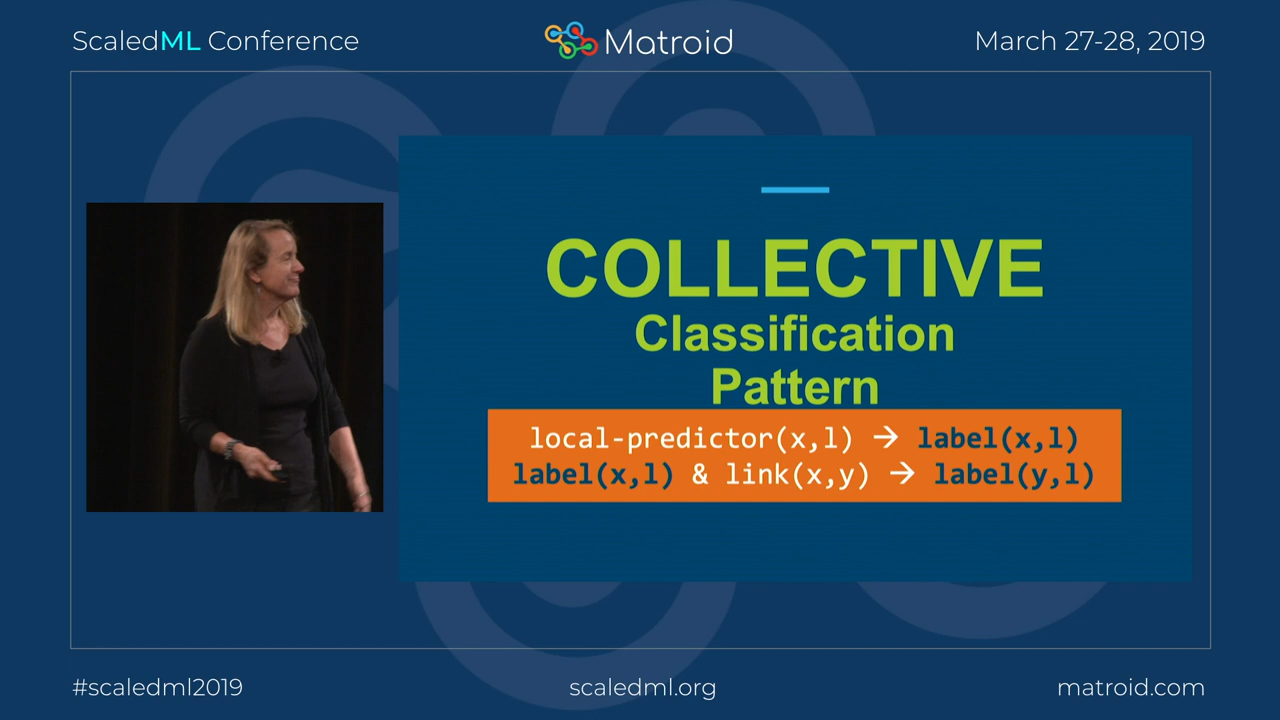 ScaledML Conference
Matroid
March 27-28, 2019
COLLECTIVE
Classification
Pattern
local-predictor(x,l) → label(x,l)
label(x,l) & link(x,y) → label(y,l)
#scaledml2019
scaledml.org
matroid.com